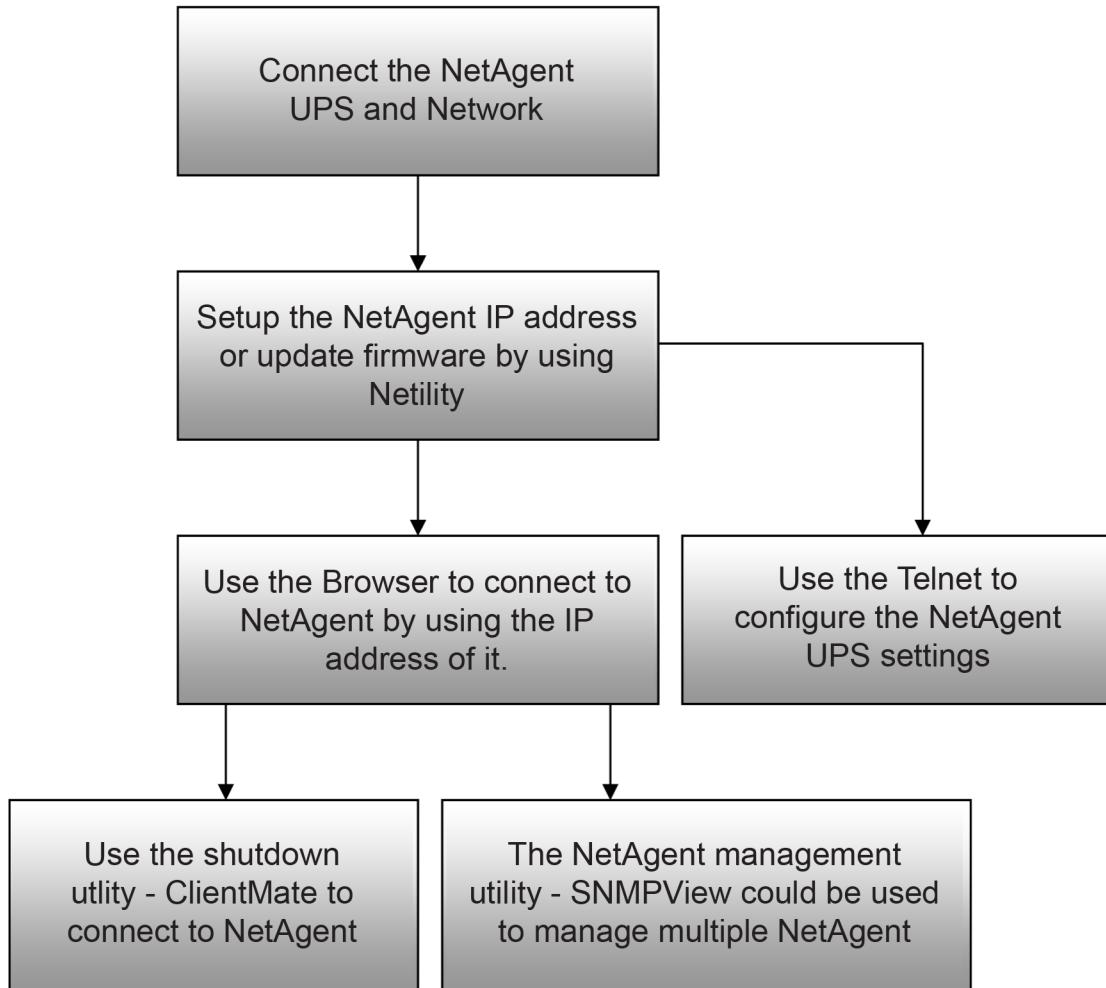 Connect the NetAgent
UPS and Network
Setup the NetAgent IP address
or update firmware by using
Netility
Use the Browser to connect to
NetAgent by using the IP
address of it.
Use the Telnet to
configure the NetAgent
UPS settings
Use the shutdown
utlity - ClientMate to
connect to NetAgent
The NetAgent management
utility - SNMPView could be used
to manage multiple NetAgent